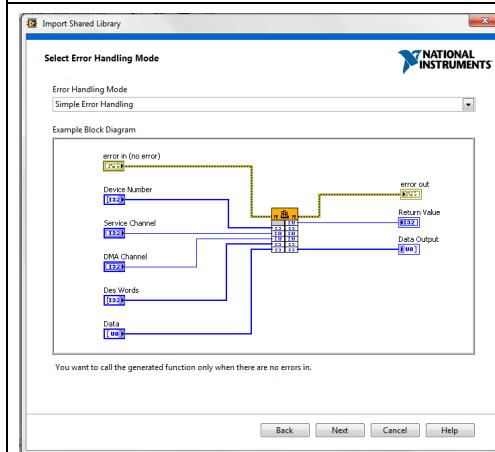 Import Shared Library
Select Error Handling Mode
NATIONAL
INSTRUMENTS
Error Handling Mode
Simple Error Handling
Example Block Diagram
error in (no error)
error out
Device Number
[I32]
Return Value
I32
Service Channel
I32
Data Output
[U8]
DMA Channel
I32
Des Words
[I32]
Data
[U8]
You want to call the generated function only when there are no errors in.
Back Next Cancel Help